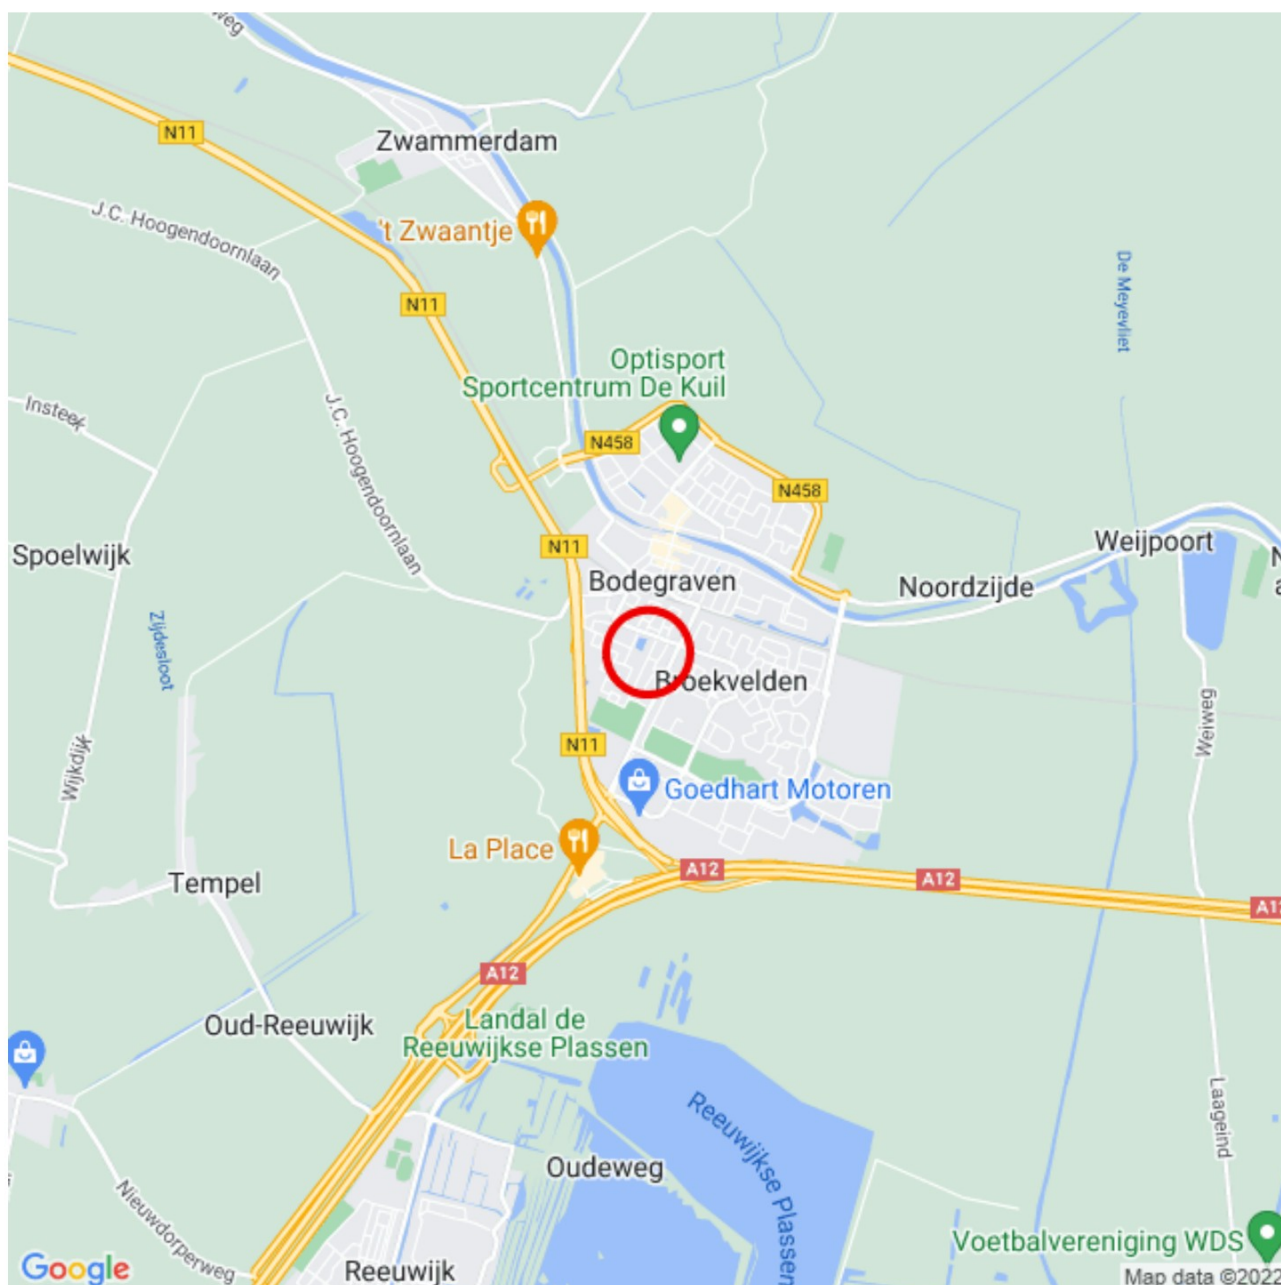 weg
N11
Zwammerdam
J.C. Hoogendoornlaan
't Zwaantje
N11
De Meyevliet
Optisport
Sportcentrum De Kuil
Insteek
J.C. Hoogendoornlaan
N458
N458
Spoelwijk
N11
Weijpoort
Bodegraven
Noordzijde
Zijdesloot
Broekvelden
Weiweg
Wijkdijk
N11
Goedhart Motoren
La Place
A12
A12
A12
Tempel
A12
Oud-Reeuwijk
Landal de
Reeuwijkse Plassen
Reeuwijkse Plassen
Laageind
Oudeweg
Nieuwdorperweg
Voetbalvereniging WDS
Google
Reeuwijk
Map data ©2022